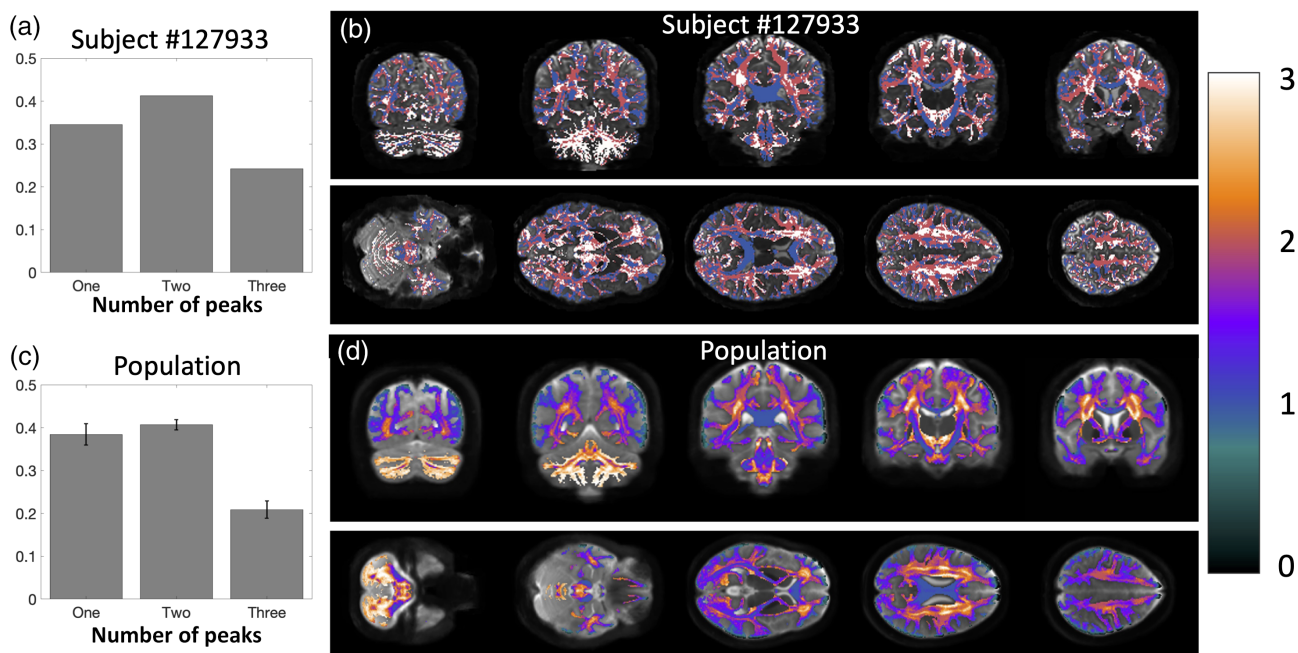 (a)
Subject #127933
0.5
0.4
0.3
0.2
0.1
0
One Two Three
Number of peaks
(b)
Subject #127933
(c)
Population
0.5
0.4
0.3
0.2
0.1
0
One Two Three
Number of peaks
(d)
Population
3
2
1
0